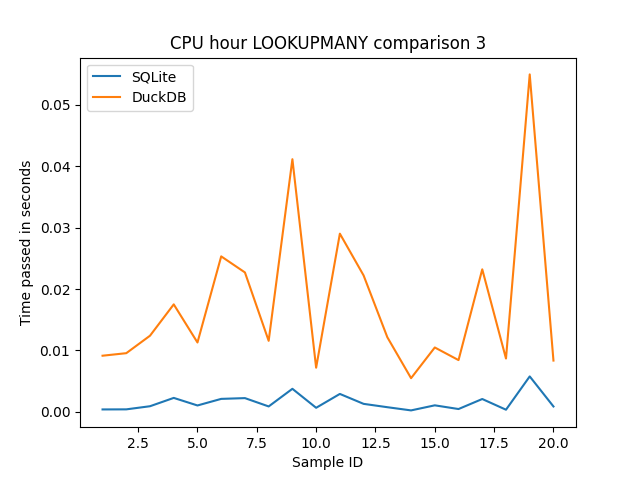 CPU hour LOOKUPMANY comparison 3
SQLite
DuckDB
Time passed in seconds
0.05
0.04
0.03
0.02
0.01
0.00
2.5 5.0 7.5 10.0 12.5 15.0 17.5 20.0
Sample ID